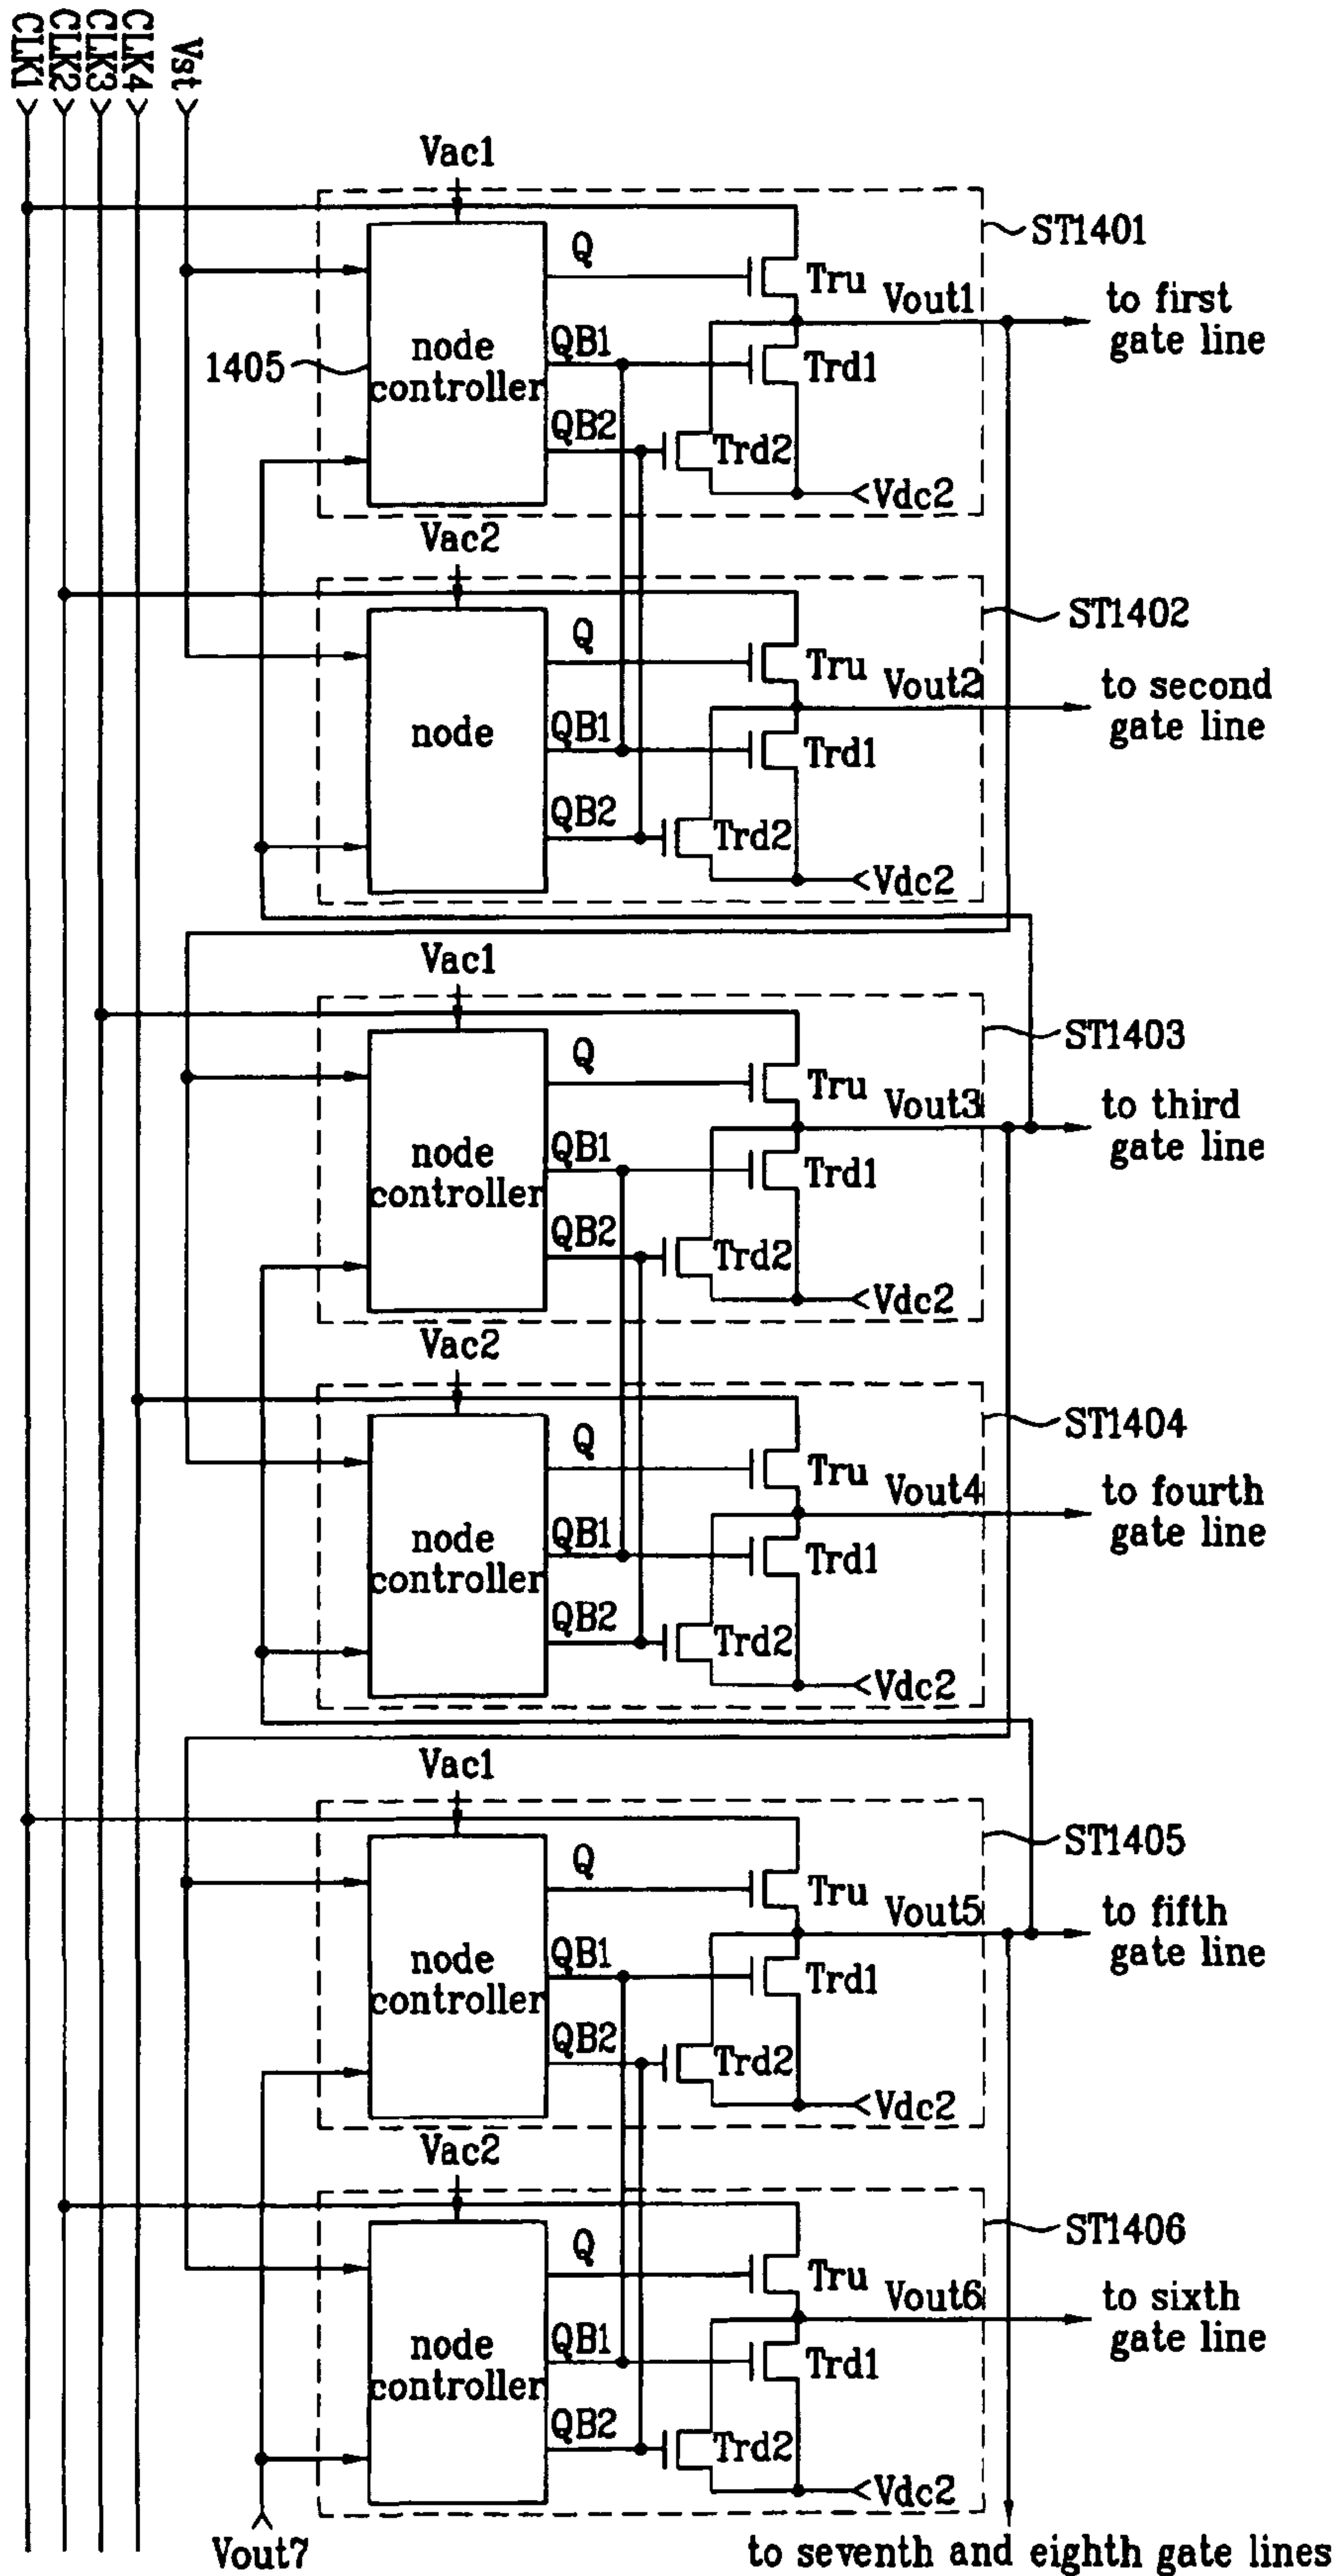 CLK1
CLK2
CLK3
CLK4
Vst
Vac1
ST1401
Q
Tru
Vout1
to first
gate line
1405
node
controller
QB1
Trd1
QB2
Trd2
Vdc2
Vac2
ST1402
Q
Tru
Vout2
to second
gate line
node
QB1
Trd1
QB2
Trd2
Vdc2
Vac1
ST1403
Q
Tru
Vout3
to third
gate line
node
controller
QB1
Trd1
QB2
Trd2
Vdc2
Vac2
ST1404
Q
Tru
Vout4
to fourth
gate line
node
controller
QB1
Trd1
QB2
Trd2
Vdc2
Vac1
ST1405
Q
Tru
Vout5
to fifth
gate line
node
controller
QB1
Trd1
QB2
Trd2
Vdc2
Vac2
ST1406
Q
Tru
Vout6
to sixth
gate line
node
controller
QB1
Trd1
QB2
Trd2
Vdc2
Vout7
to seventh and eighth gate lines